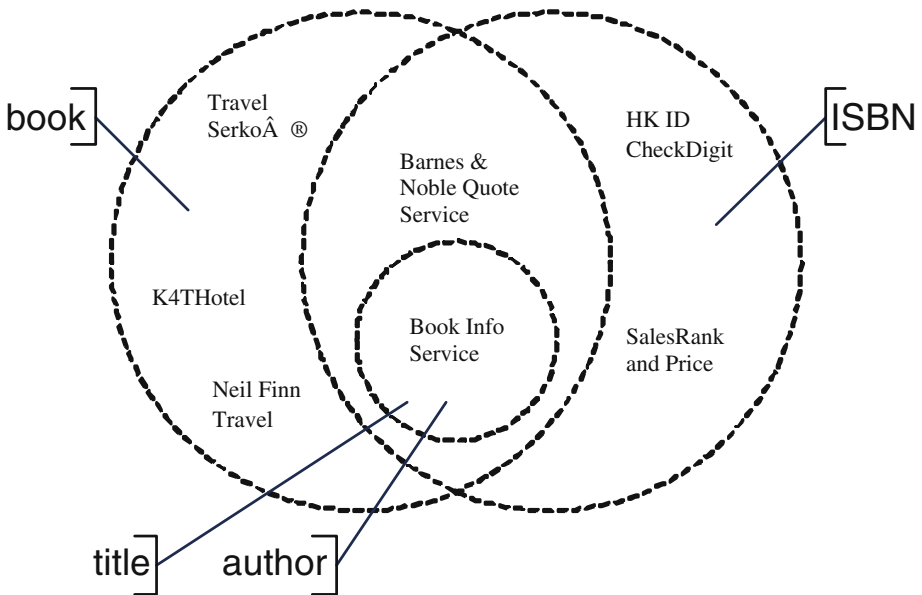 book
Travel
SerkoÂ ®
HK ID
CheckDigit
ISBN
Barnes &
Noble Quote
Service
K4THotel
Book Info
Service
SalesRank
and Price
Neil Finn
Travel
title
author